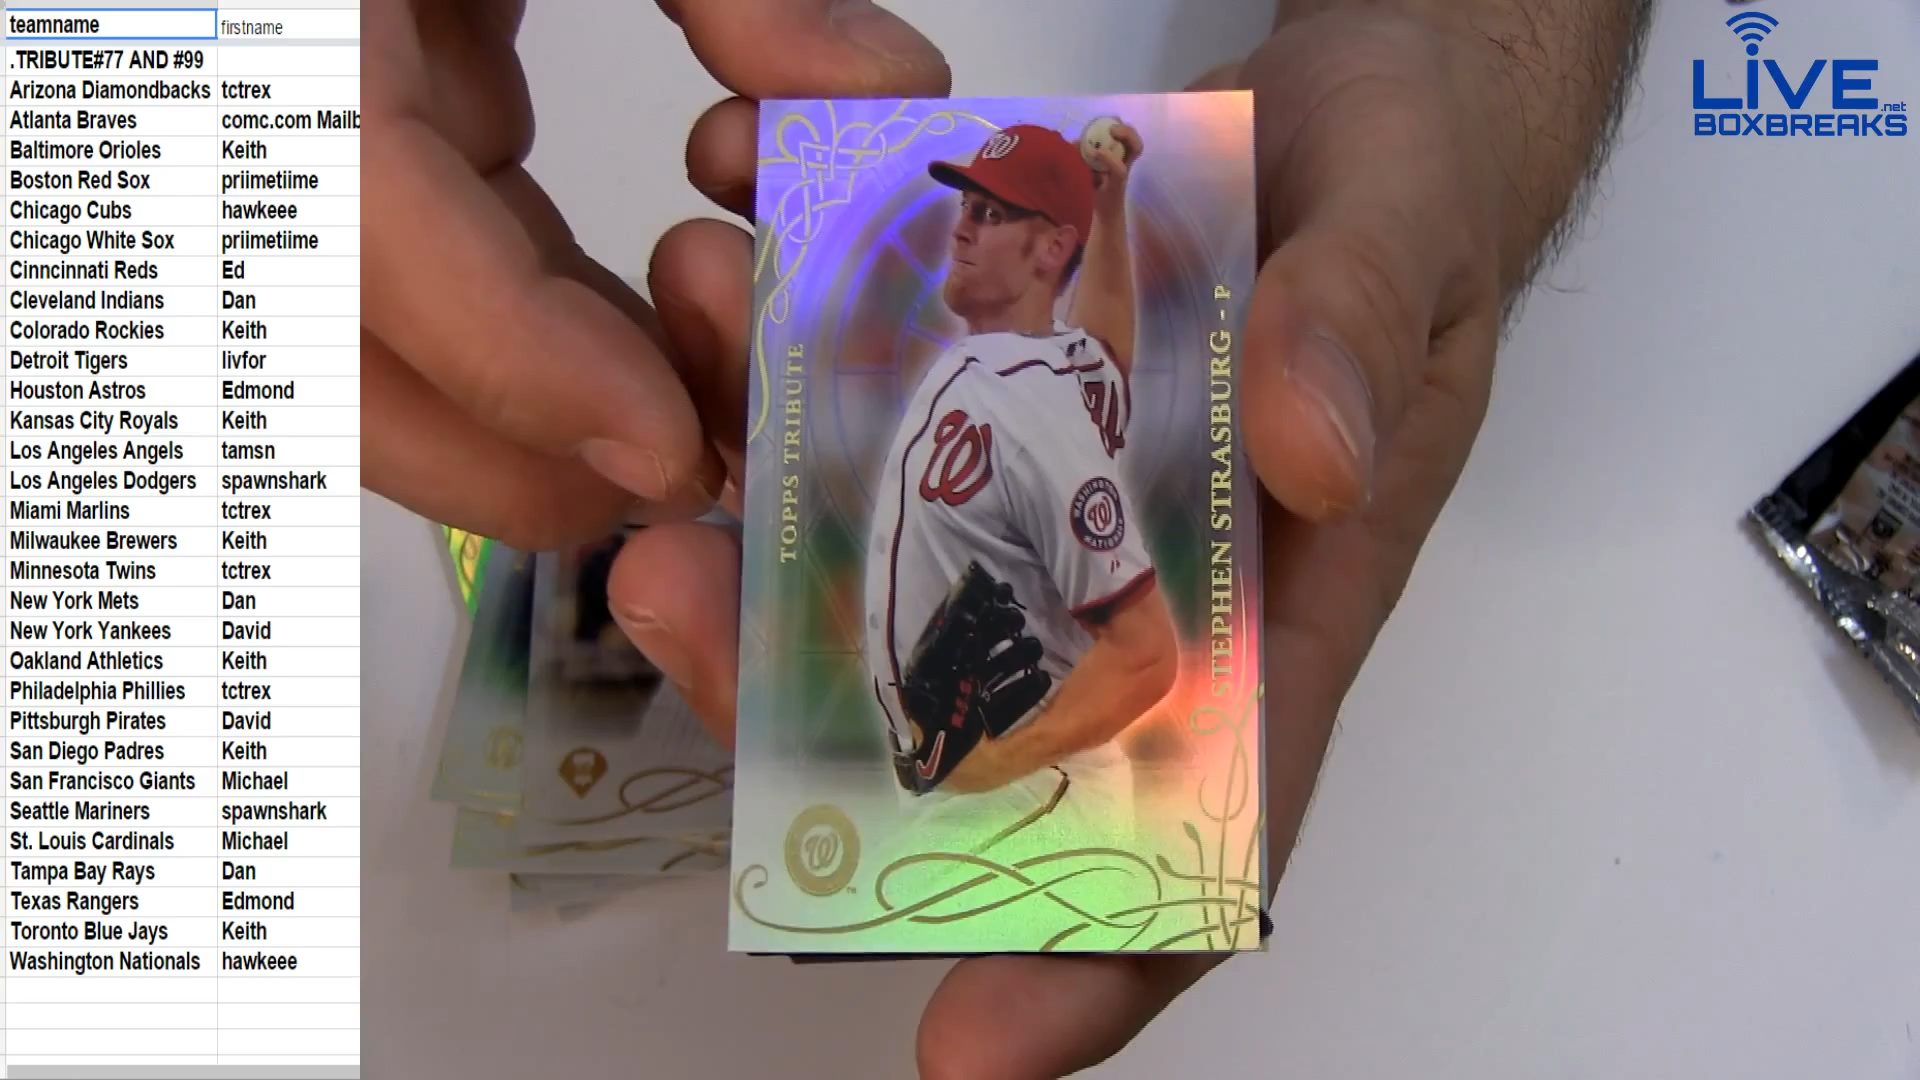 teamname firstname
.TRIBUTE#77 AND #99
Arizona Diamondbacks tctrex
Atlanta Braves comc.com Mailb
Baltimore Orioles Keith
Boston Red Sox priimetiime
Chicago Cubs hawkeee
Chicago White Sox priimetiime
Cinncinnati Reds Ed
Cleveland Indians Dan
Colorado Rockies Keith
Detroit Tigers livfor
Houston Astros Edmond
Kansas City Royals Keith
Los Angeles Angels tamsn
Los Angeles Dodgers spawnshark
Miami Marlins tctrex
Milwaukee Brewers Keith
Minnesota Twins tctrex
New York Mets Dan
New York Yankees David
Oakland Athletics Keith
Philadelphia Phillies tctrex
Pittsburgh Pirates David
San Diego Padres Keith
San Francisco Giants Michael
Seattle Mariners spawnshark
St. Louis Cardinals Michael
Tampa Bay Rays Dan
Texas Rangers Edmond
Toronto Blue Jays Keith
Washington Nationals hawkeee
TOPPS TRIBUTE
STEPHEN STRASBURG - P
W
W
WASHINGTON
W
NATIONALS
W
LIVE.net
BOXBREAKS